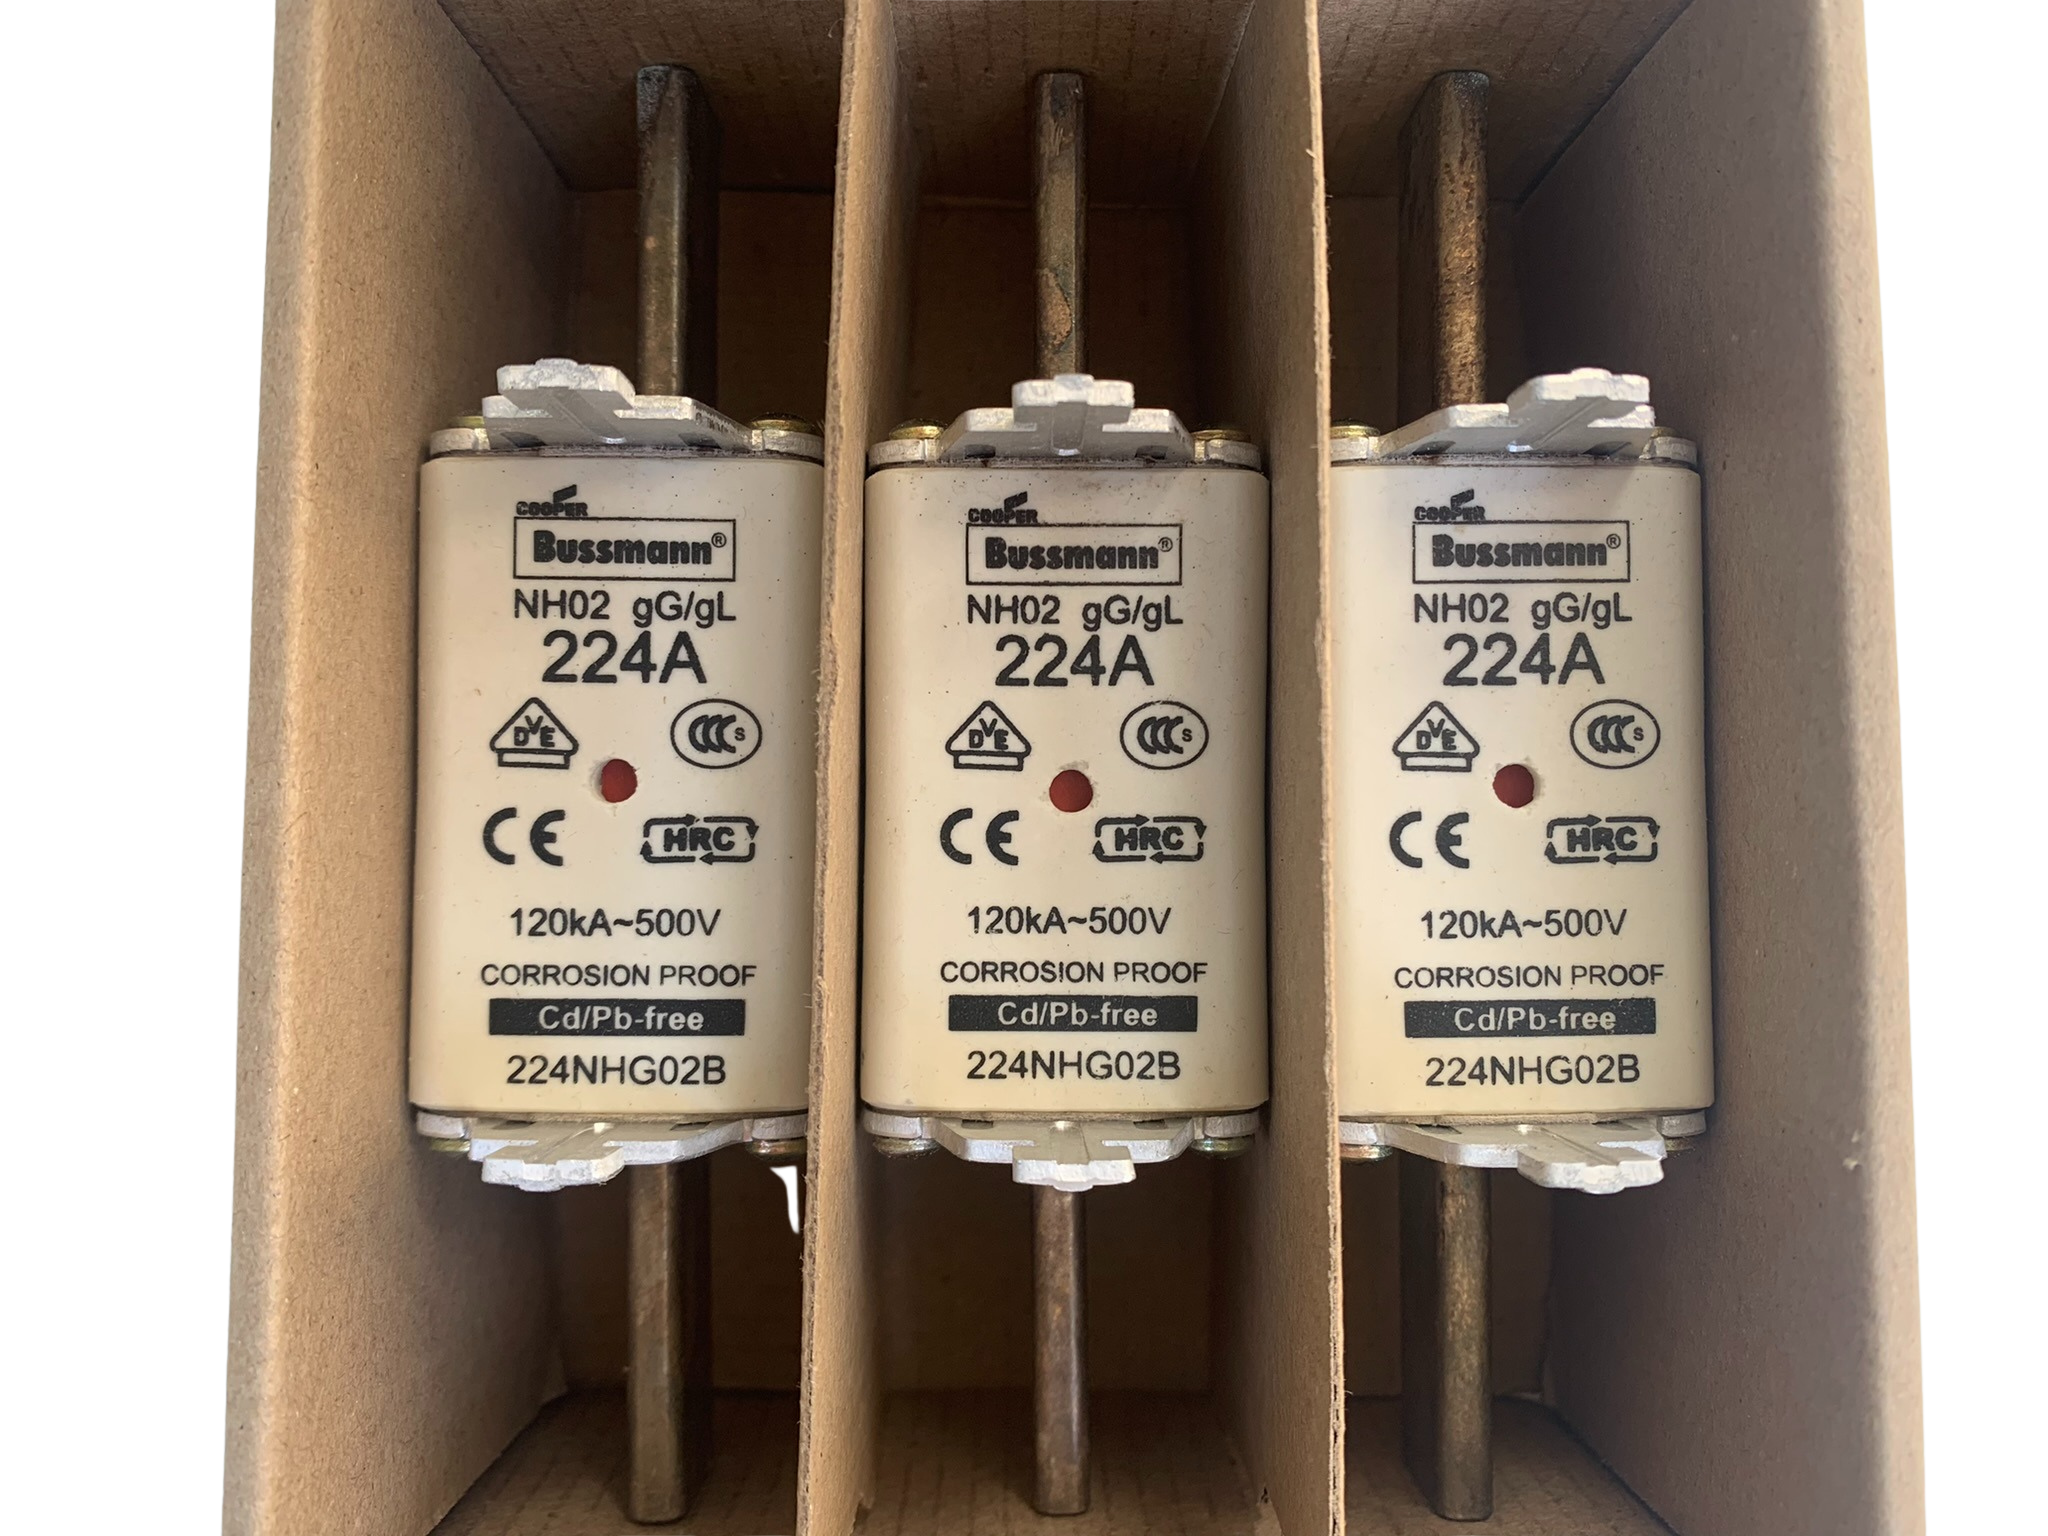 COOPER
Bussmann®
NH02 gG/gL
224A
DVE
CCC S
CE
HRC
120kA~500V
CORROSION PROOF
Cd/Pb-free
224NHG02B
COOPER
Bussmann®
NH02 gG/gL
224A
DVE
CCC S
CE
HRC
120kA~500V
CORROSION PROOF
Cd/Pb-free
224NHG02B
COOPER
Bussmann®
NH02 gG/gL
224A
DVE
CCC S
CE
HRC
120kA~500V
CORROSION PROOF
Cd/Pb-free
224NHG02B